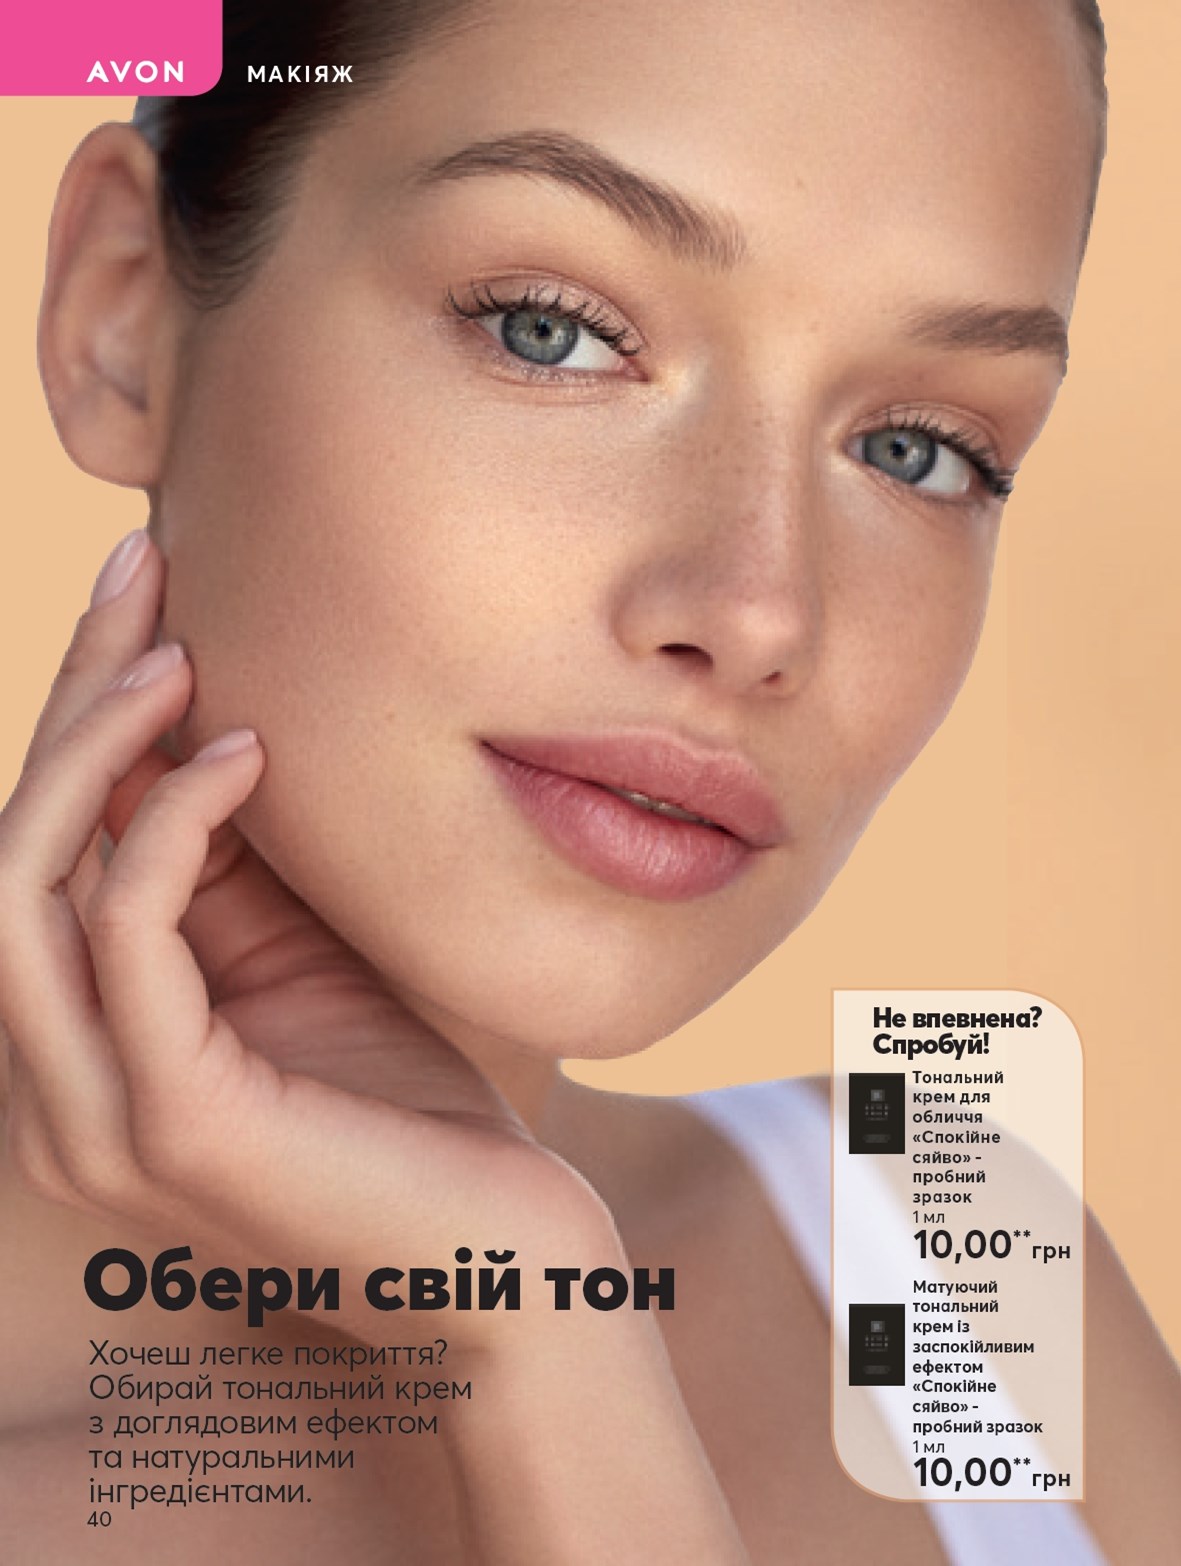 AVON
МАКІЯЖ
Не впевнена?
Спробуй!
Тональний
крем для
обличчя
«Спокійне
сяйво» -
пробний
зразок
1 мл
10,00** грн
Матуючий
тональний
крем із
заспокійливим
ефектом
«Спокійне
сяйво» -
пробний зразок
1 мл
10,00** грн
Обери свій тон
Хочеш легке покриття?
Обирай тональний крем
з доглядовим ефектом
та натуральними
інгредієнтами.
40